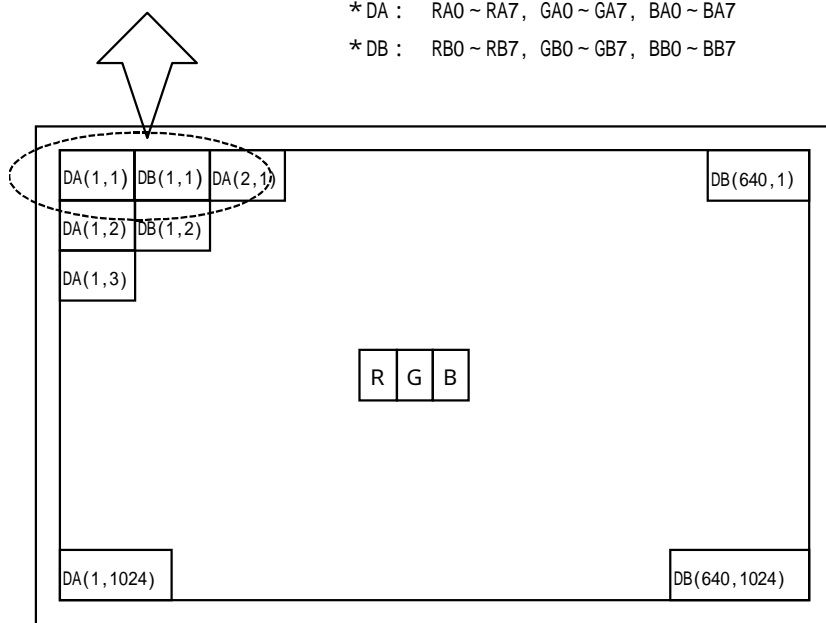 *DA: RA0~RA7, GA0~GA7, BA0~BA7
*DB: RB0~RB7, GB0~GB7, BB0~BB7
DA(1,1) DB(1,1) DA(2,1) DB(640,1)
DA(1,2) DB(1,2)
DA(1,3)
R G B
DA(1,1024) DB(640,1024)